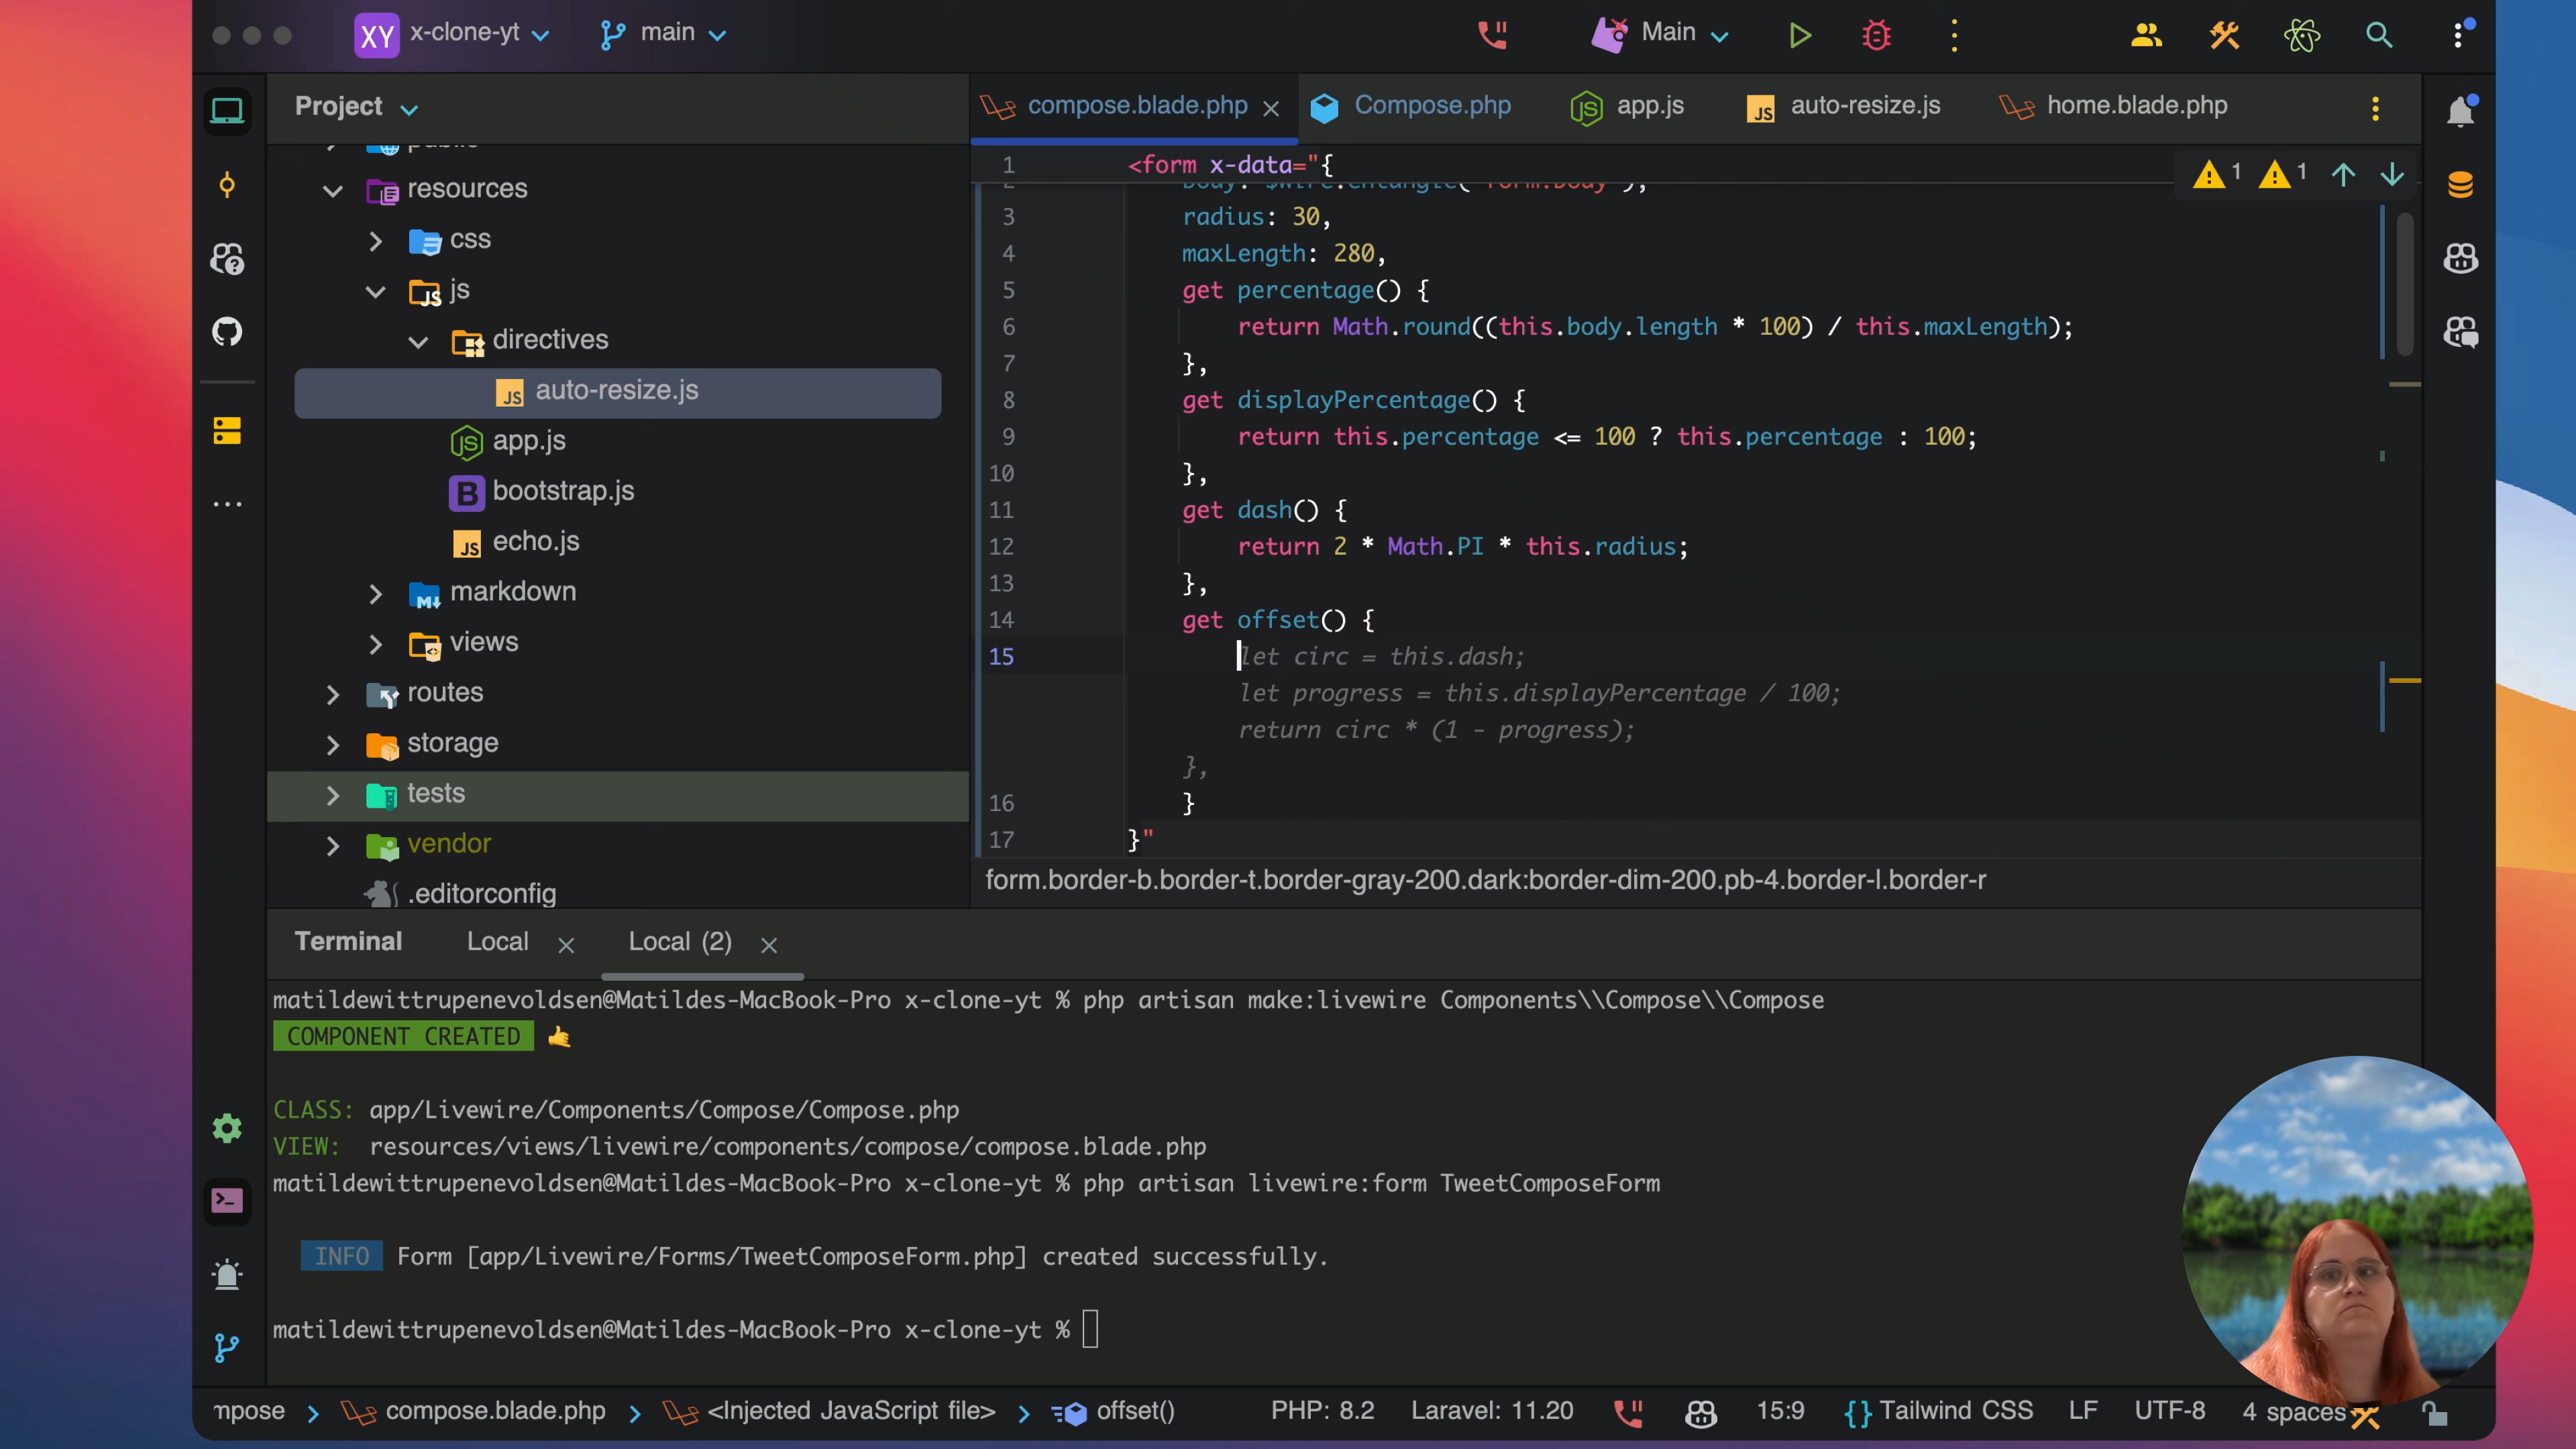 XY x-clone-yt main Main
Project
compose.blade.php Compose.php app.js auto-resize.js home.blade.php
public
resources
css
js
directives
auto-resize.js
app.js
bootstrap.js
echo.js
markdown
views
routes
storage
tests
vendor
.editorconfig
1 <form x-data="{
2 body: $wire.entangle('form.body'),
3 radius: 30,
4 maxLength: 280,
5 get percentage() {
6 return Math.round((this.body.length * 100) / this.maxLength);
7 },
8 get displayPercentage() {
9 return this.percentage <= 100 ? this.percentage : 100;
10 },
11 get dash() {
12 return 2 * Math.PI * this.radius;
13 },
14 get offset() {
15 let circ = this.dash;
let progress = this.displayPercentage / 100;
return circ * (1 - progress);
},
16 }
17 }"
1 1
form.border-b.border-t.border-gray-200.dark:border-dim-200.pb-4.border-l.border-r
Terminal Local Local (2)
matildewittrupenevoldsen@Matildes-MacBook-Pro x-clone-yt % php artisan make:livewire Components\\Compose\\Compose
COMPONENT CREATED 🤙
CLASS: app/Livewire/Components/Compose/Compose.php
VIEW: resources/views/livewire/components/compose/compose.blade.php
matildewittrupenevoldsen@Matildes-MacBook-Pro x-clone-yt % php artisan livewire:form TweetComposeForm
INFO Form [app/Livewire/Forms/TweetComposeForm.php] created successfully.
matildewittrupenevoldsen@Matildes-MacBook-Pro x-clone-yt %
mpose compose.blade.php <Injected JavaScript file> offset() PHP: 8.2 Laravel: 11.20 15:9 {} Tailwind CSS LF UTF-8 4 spaces